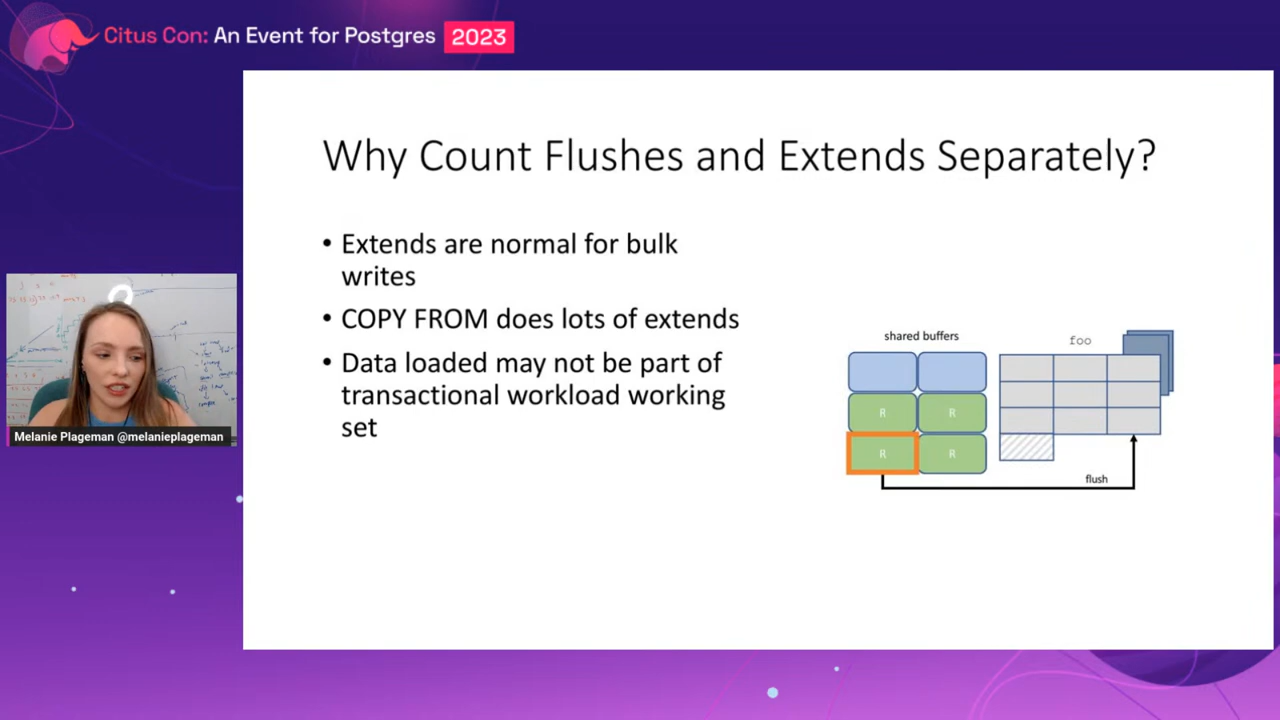 Citus Con: An Event for Postgres 2023
Why Count Flushes and Extends Separately?
• Extends are normal for bulk
writes
• COPY FROM does lots of extends
• Data loaded may not be part of
transactional workload working
set
shared buffers
foo
R R
R R
flush
Melanie Plageman @melanieplageman